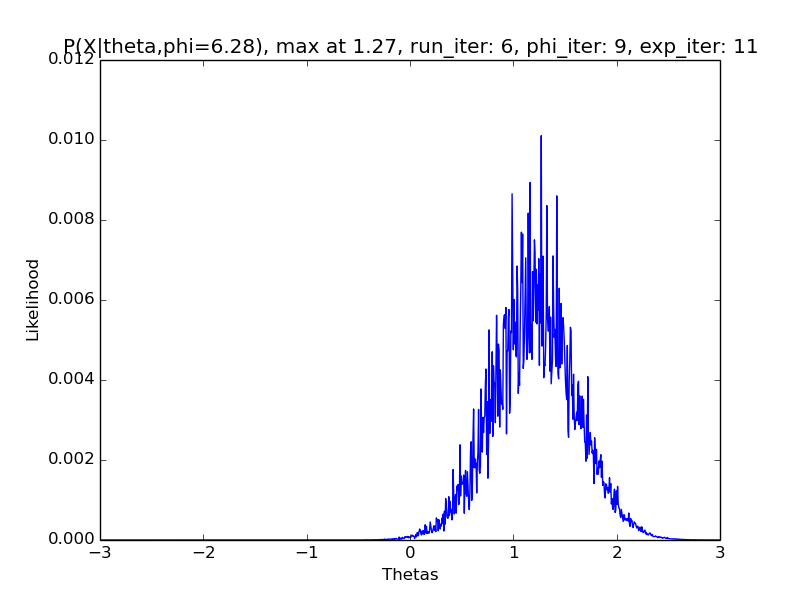 P(X|theta,phi=6.28), max at 1.27, run_iter: 6, phi_iter: 9, exp_iter: 11
0.012
0.010
0.008
0.006
0.004
0.002
0.000
Likelihood
−3 −2 −1 0 1 2 3
Thetas